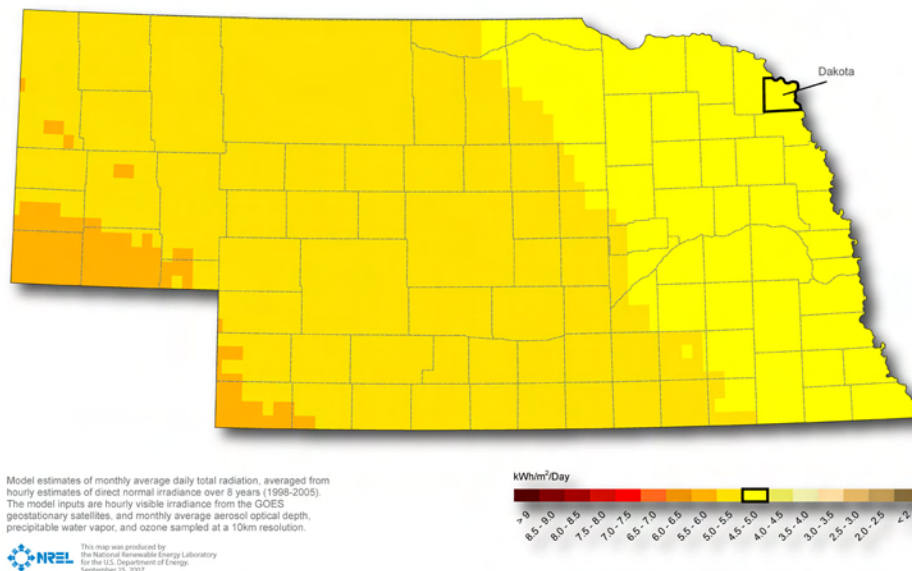 Dakota
Model estimates of monthly average daily total radiation, averaged from
hourly estimates of direct normal irradiance over 8 years (1998-2005).
The model inputs are hourly visible irradiance from the GOES
geostationary satellites, and monthly average aerosol optical depth,
precipitable water vapor, and ozone sampled at a 10km resolution.
NREL
This map was produced by
the National Renewable Energy Laboratory
for the U.S. Department of Energy.
September 25, 2007
kWh/m²/Day
> 9
8.5 - 9.0
8.0 - 8.5
7.5 - 8.0
7.0 - 7.5
6.5 - 7.0
6.0 - 6.5
5.5 - 6.0
5.0 - 5.5
4.5 - 5.0
4.0 - 4.5
3.5 - 4.0
3.0 - 3.5
2.5 - 3.0
2.0 - 2.5
< 2